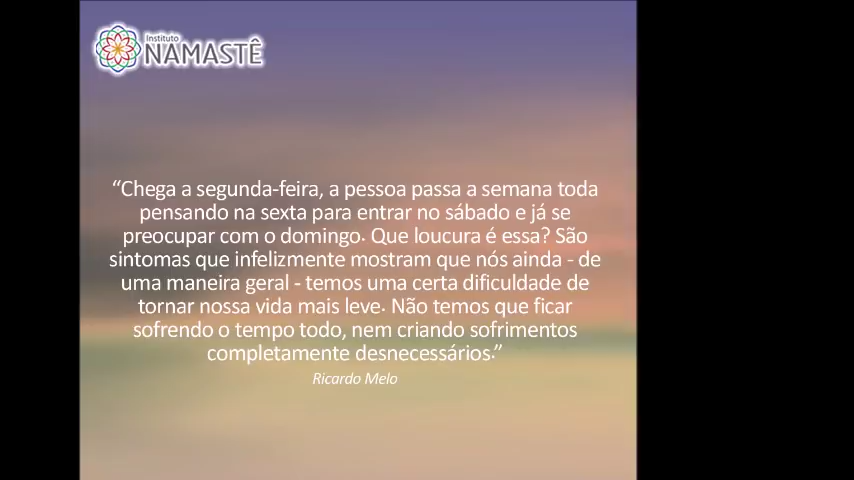 Instituto
NAMASTÊ
“Chega a segunda-feira, a pessoa passa a semana toda
pensando na sexta para entrar no sábado e já se
preocupar com o domingo. Que loucura é essa? São
sintomas que infelizmente mostram que nós ainda - de
uma maneira geral - temos uma certa dificuldade de
tornar nossa vida mais leve. Não temos que ficar
sofrendo o tempo todo, nem criando sofrimentos
completamente desnecessários.”
Ricardo Melo